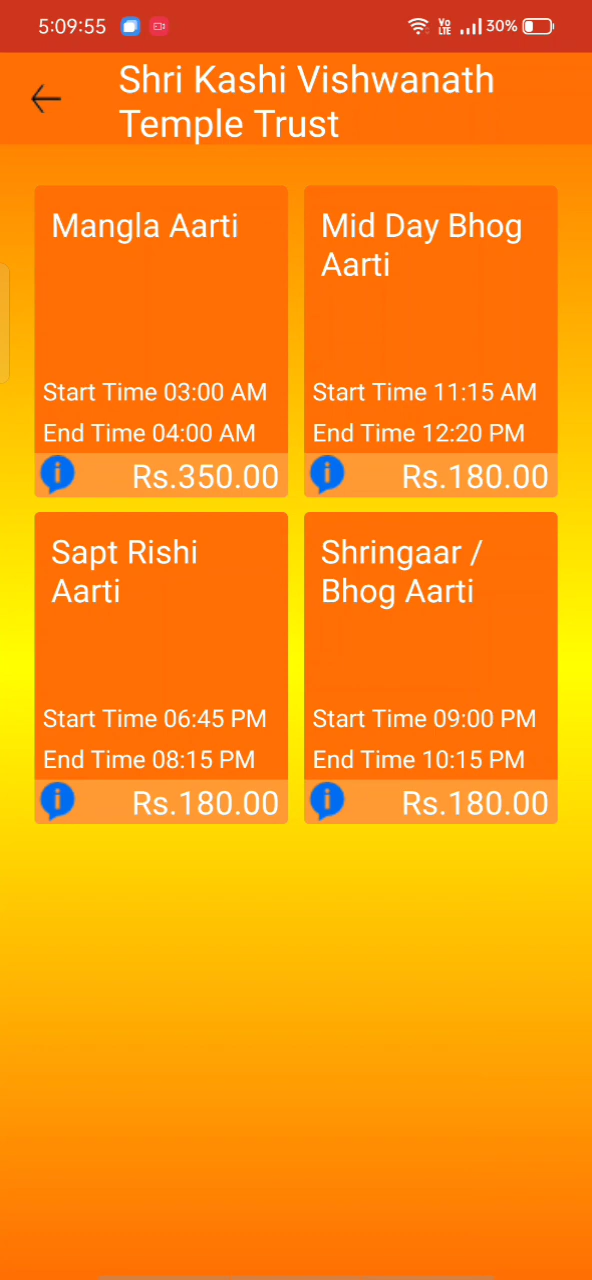 5:09:55
Vo LTE 30%
Shri Kashi Vishwanath
Temple Trust
Mangla Aarti
Start Time 03:00 AM
End Time 04:00 AM
i Rs.350.00
Mid Day Bhog
Aarti
Start Time 11:15 AM
End Time 12:20 PM
i Rs.180.00
Sapt Rishi
Aarti
Start Time 06:45 PM
End Time 08:15 PM
i Rs.180.00
Shringaar /
Bhog Aarti
Start Time 09:00 PM
End Time 10:15 PM
i Rs.180.00